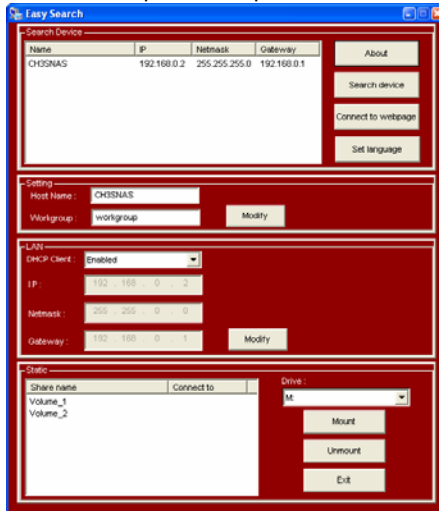 Easy Search
Search Device
Name IP Netmask Gateway
CH3SNAS 192.168.0.2 255.255.255.0 192.168.0.1
About
Search device
Connect to webpage
Set language
Setting
Host Name : CH3SNAS
Workgroup : workgroup
Modify
LAN
DHCP Client : Enabled
IP : 192 . 168 . 0 . 2
Netmask : 255 . 255 . 0 . 0
Gateway : 192 . 168 . 0 . 1
Modify
Static
Share name Connect to
Volume_1
Volume_2
Drive :
M:
Mount
Unmount
Exit